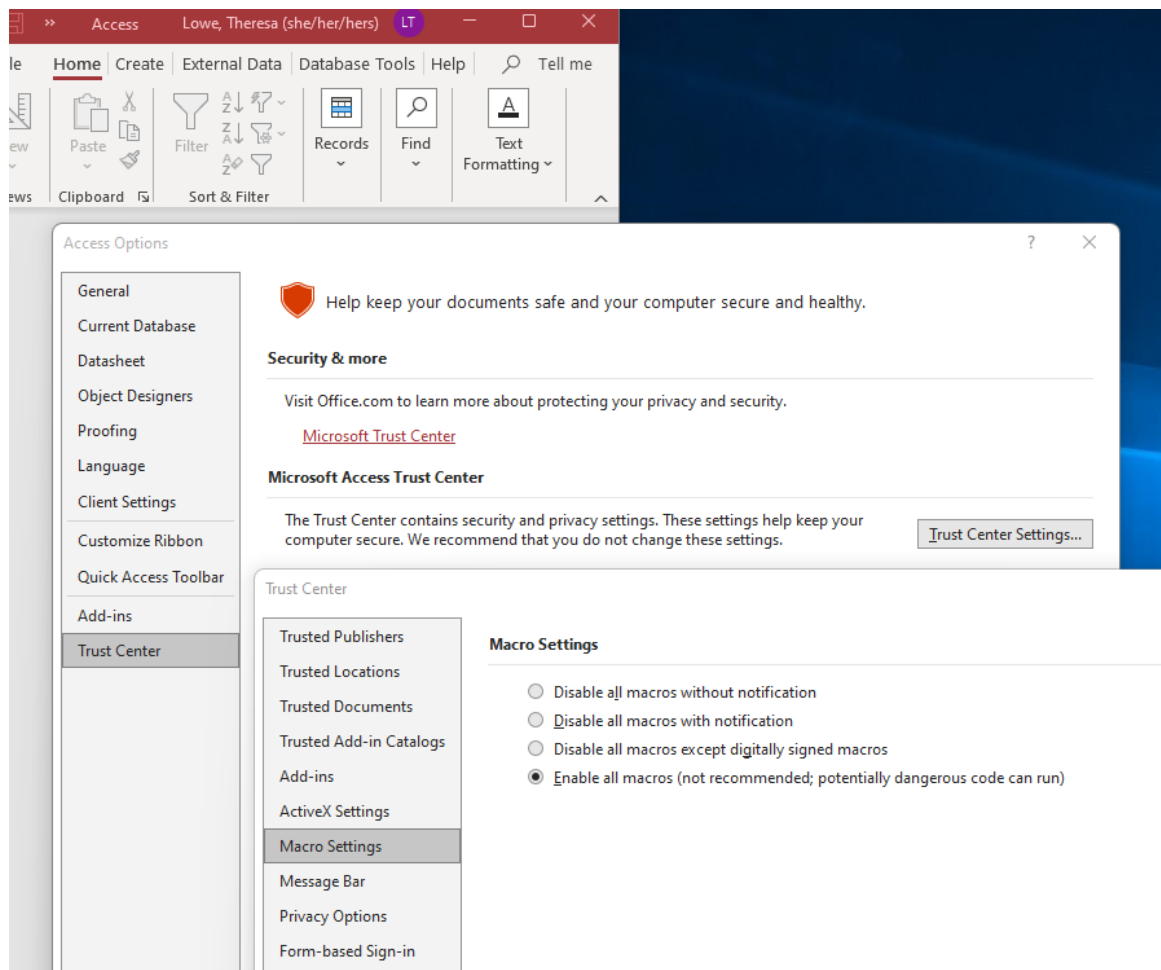 » Access Lowe, Theresa (she/her/hers) LT
le Home Create External Data Database Tools Help Tell me
ew Paste Filter Records Find Text
Formatting
ews Clipboard Sort & Filter
Access Options ?
General
Current Database
Datasheet
Object Designers
Proofing
Language
Client Settings
Customize Ribbon
Quick Access Toolbar
Add-ins
Trust Center
Help keep your documents safe and your computer secure and healthy.
Security & more
Visit Office.com to learn more about protecting your privacy and security.
Microsoft Trust Center
Microsoft Access Trust Center
The Trust Center contains security and privacy settings. These settings help keep your
computer secure. We recommend that you do not change these settings.
Trust Center Settings...
Trust Center
Trusted Publishers
Trusted Locations
Trusted Documents
Trusted Add-in Catalogs
Add-ins
ActiveX Settings
Macro Settings
Message Bar
Privacy Options
Form-based Sign-in
Macro Settings
Disable all macros without notification
Disable all macros with notification
Disable all macros except digitally signed macros
Enable all macros (not recommended; potentially dangerous code can run)